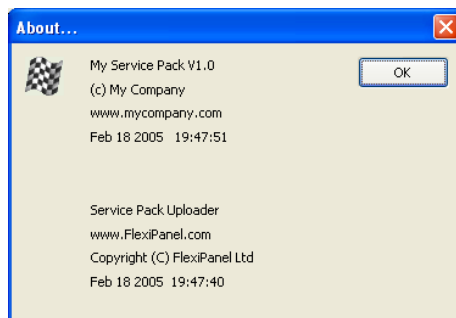 About...
My Service Pack V1.0
OK
(c) My Company
www.mycompany.com
Feb 18 2005   19:47:51
Service Pack Uploader
www.FlexiPanel.com
Copyright (C) FlexiPanel Ltd
Feb 18 2005  19:47:40